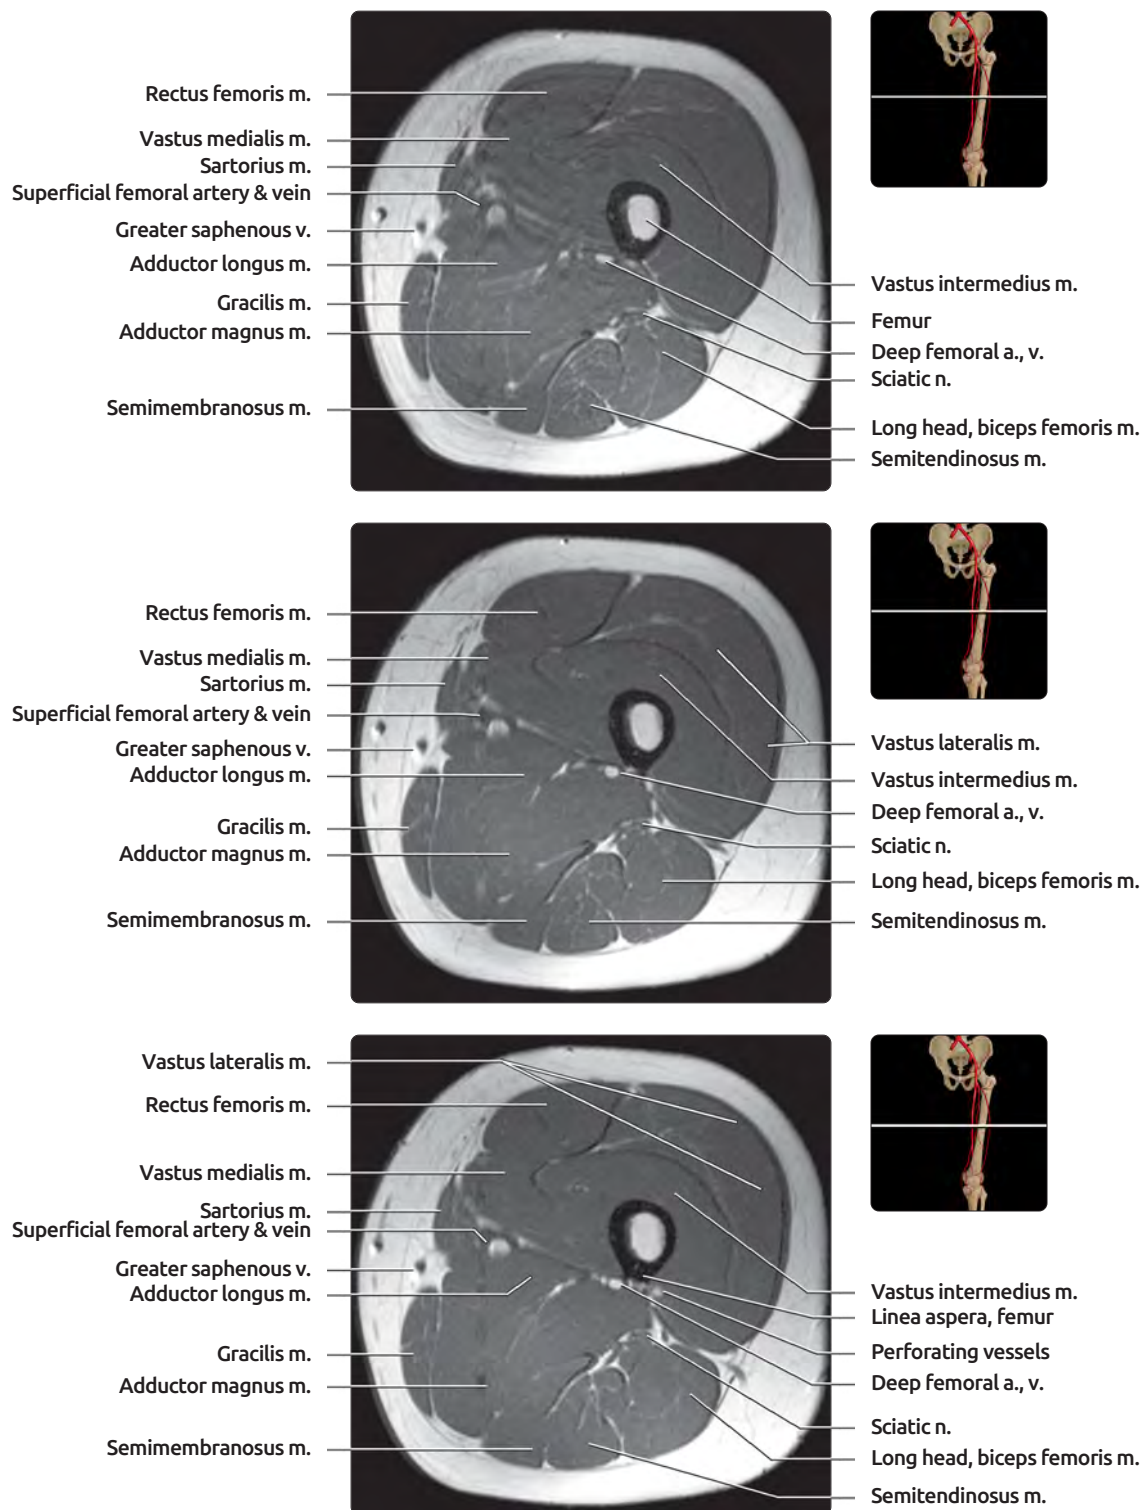 Rectus femoris m.
Vastus medialis m.
Sartorius m.
Superficial femoral artery & vein
Greater saphenous v.
Adductor longus m.
Gracilis m.
Adductor magnus m.
Semimembranosus m.
Vastus intermedius m.
Femur
Deep femoral a., v.
Sciatic n.
Long head, biceps femoris m.
Semitendinosus m.
Rectus femoris m.
Vastus medialis m.
Sartorius m.
Superficial femoral artery & vein
Greater saphenous v.
Adductor longus m.
Gracilis m.
Adductor magnus m.
Semimembranosus m.
Vastus lateralis m.
Vastus intermedius m.
Deep femoral a., v.
Sciatic n.
Long head, biceps femoris m.
Semitendinosus m.
Vastus lateralis m.
Rectus femoris m.
Vastus medialis m.
Sartorius m.
Superficial femoral artery & vein
Greater saphenous v.
Adductor longus m.
Gracilis m.
Adductor magnus m.
Semimembranosus m.
Vastus intermedius m.
Linea aspera, femur
Perforating vessels
Deep femoral a., v.
Sciatic n.
Long head, biceps femoris m.
Semitendinosus m.